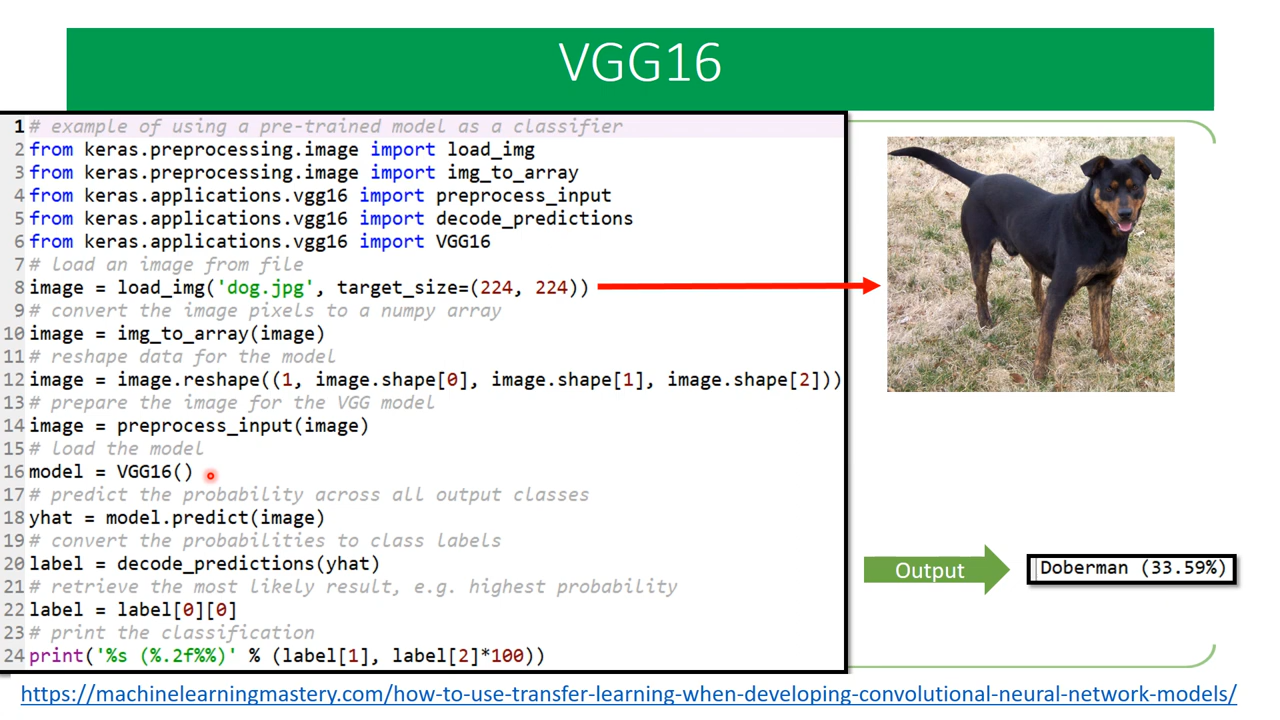 VGG16
1 # example of using a pre-trained model as a classifier
2 from keras.preprocessing.image import load_img
3 from keras.preprocessing.image import img_to_array
4 from keras.applications.vgg16 import preprocess_input
5 from keras.applications.vgg16 import decode_predictions
6 from keras.applications.vgg16 import VGG16
7 # load an image from file
8 image = load_img('dog.jpg', target_size=(224, 224))
9 # convert the image pixels to a numpy array
10 image = img_to_array(image)
11 # reshape data for the model
12 image = image.reshape((1, image.shape[0], image.shape[1], image.shape[2]))
13 # prepare the image for the VGG model
14 image = preprocess_input(image)
15 # load the model
16 model = VGG16()
17 # predict the probability across all output classes
18 yhat = model.predict(image)
19 # convert the probabilities to class labels
20 label = decode_predictions(yhat)
21 # retrieve the most likely result, e.g. highest probability
22 label = label[0][0]
23 # print the classification
24 print('%s (%.2f%%)' % (label[1], label[2]*100))
Output
Doberman (33.59%)
https://machinelearningmastery.com/how-to-use-transfer-learning-when-developing-convolutional-neural-network-models/